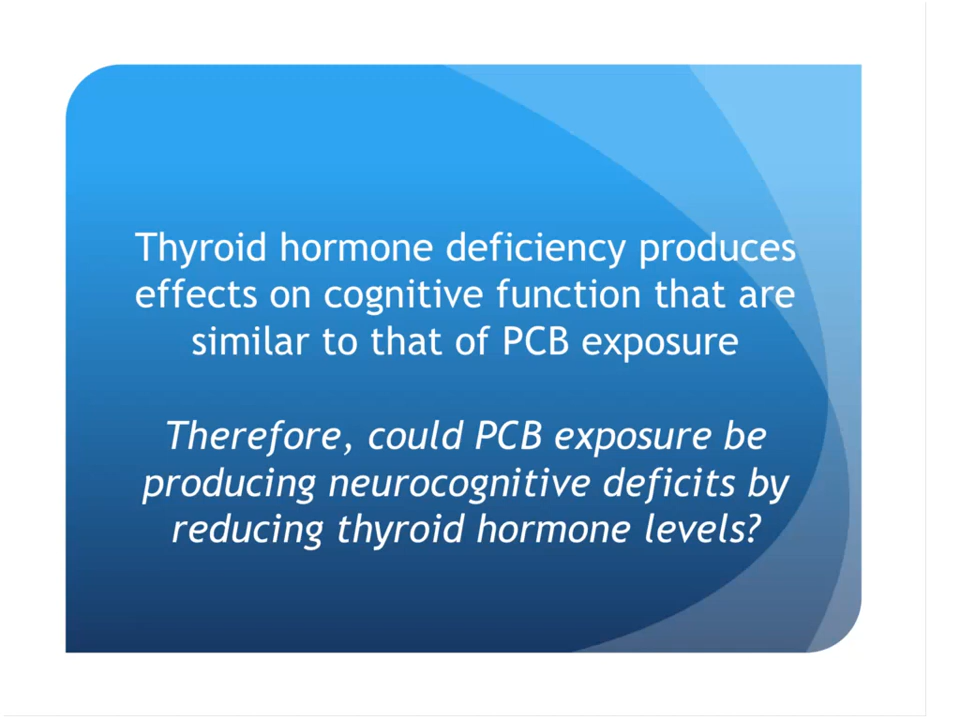 Thyroid hormone deficiency produces
effects on cognitive function that are
similar to that of PCB exposure
Therefore, could PCB exposure be
producing neurocognitive deficits by
reducing thyroid hormone levels?